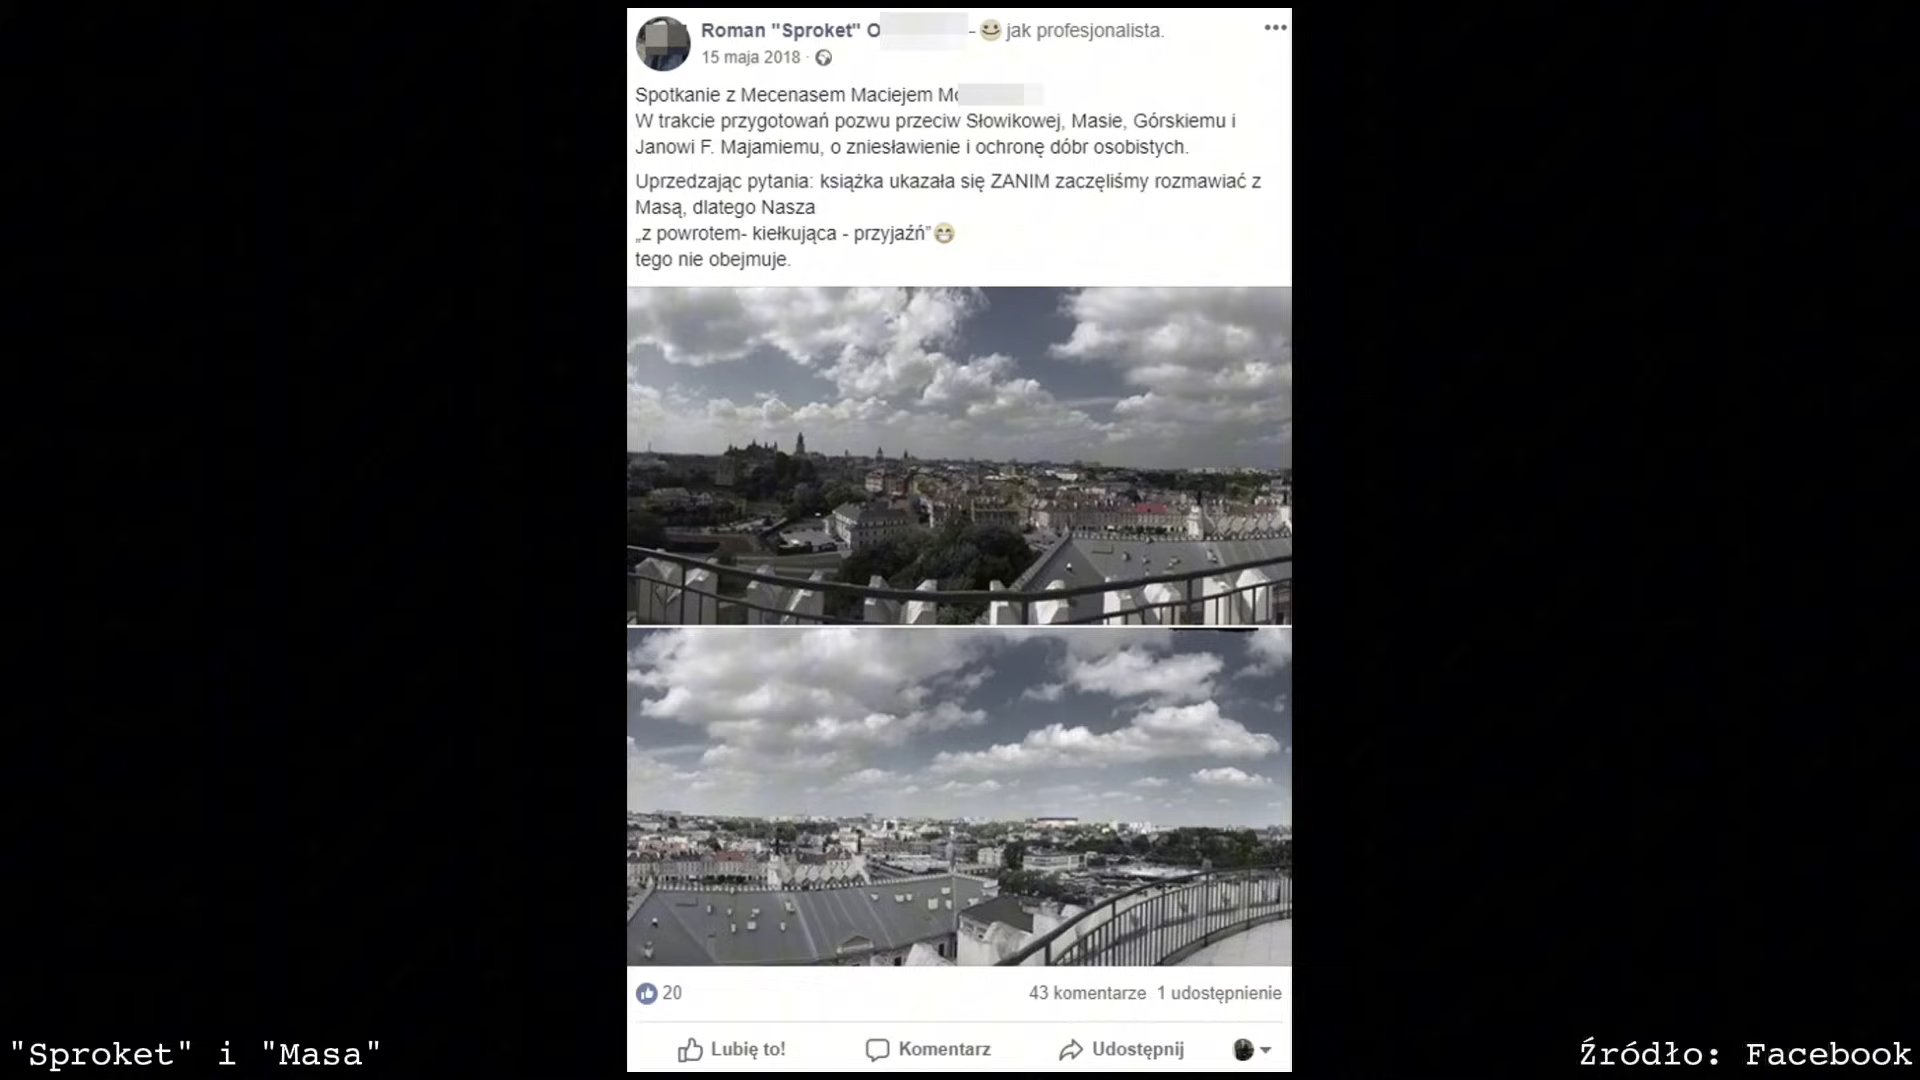 Roman "Sproket" O - jak profesjonalista.
15 maja 2018 ·
Spotkanie z Mecenasem Maciejem
W trakcie przygotowań pozwu przeciw Słowikowej, Masie, Górskiemu i
Janowi F. Majamiemu, o zniesławienie i ochronę dóbr osobistych.
Uprzedzając pytania: książka ukazała się ZANIM zaczęliśmy rozmawiać z
Masą, dlatego Nasza
„z powrotem- kiełkująca - przyjaźń”
tego nie obejmuje.
20
43 komentarze 1 udostępnienie
Lubię to! Komentarz Udostępnij
"Sproket" i "Masa"
Źródło: Facebook